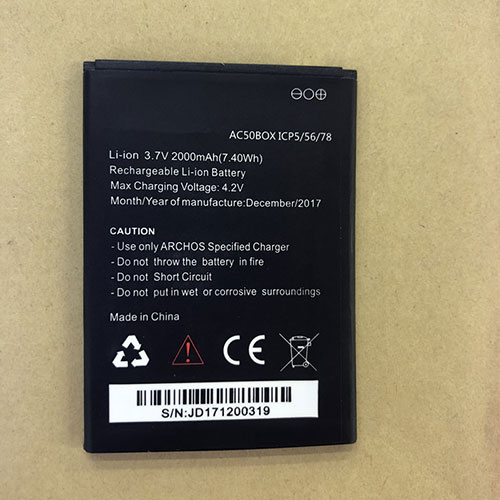 AC50BOX ICP5/56/78
Li-ion 3.7V 2000mAh(7.40Wh)
Rechargeable Li-ion Battery
Max Charging Voltage: 4.2V
Month/Year of manufacture:December/2017
CAUTION
- Use only ARCHOS Specified Charger
- Do not throw the battery in fire
- Do not Short Circuit
- Do not put in wet or corrosive surroundings
Made in China
CE
S/N:JD171200319